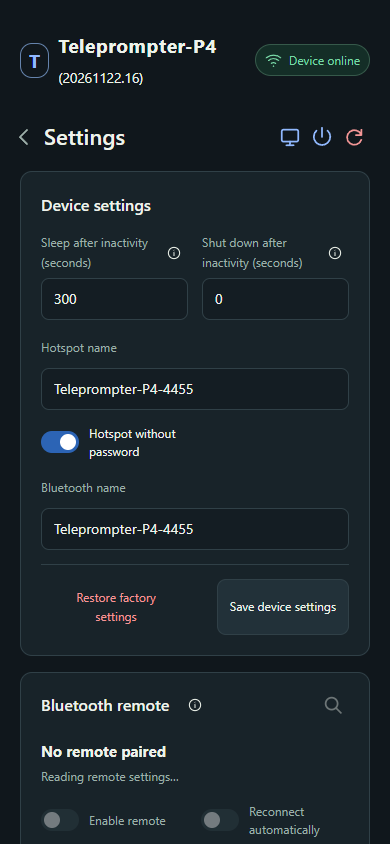 T
Teleprompter-P4
(20261122.16)
Device online
Settings
Device settings
Sleep after inactivity
(seconds)
Shut down after
inactivity (seconds)
300
0
Hotspot name
Teleprompter-P4-4455
Hotspot without
password
Bluetooth name
Teleprompter-P4-4455
Restore factory
settings
Save device settings
Bluetooth remote
No remote paired
Reading remote settings...
Enable remote
Reconnect
automatically